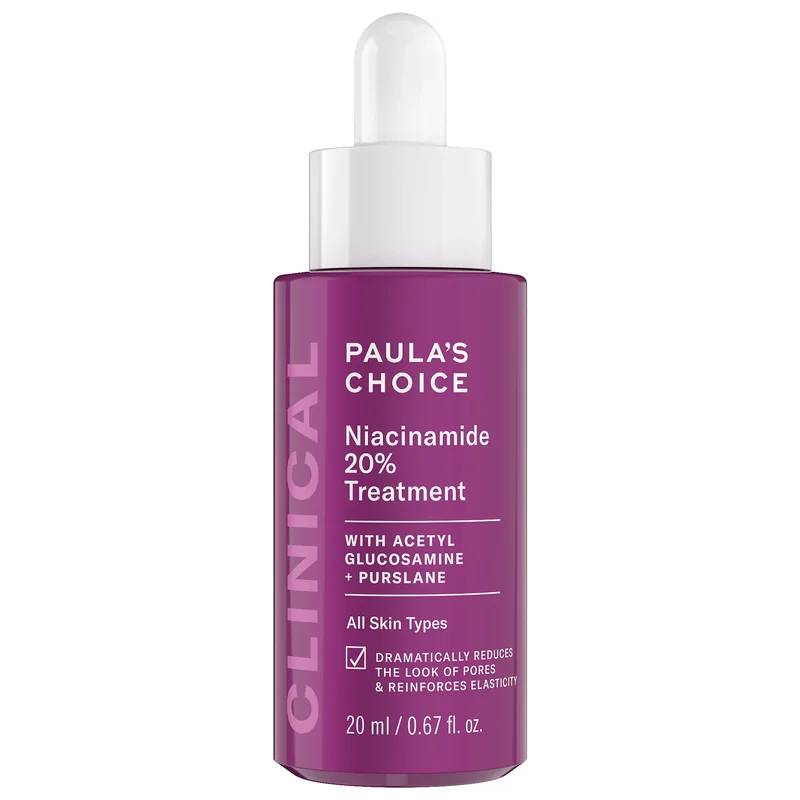 CLINICAL
PAULA'S
CHOICE
Niacinamide
20%
Treatment
WITH ACETYL
GLUCOSAMINE
+ PURSLANE
All Skin Types
DRAMATICALLY REDUCES
THE LOOK OF PORES
& REINFORCES ELASTICITY
20 ml / 0.67 fl. oz.